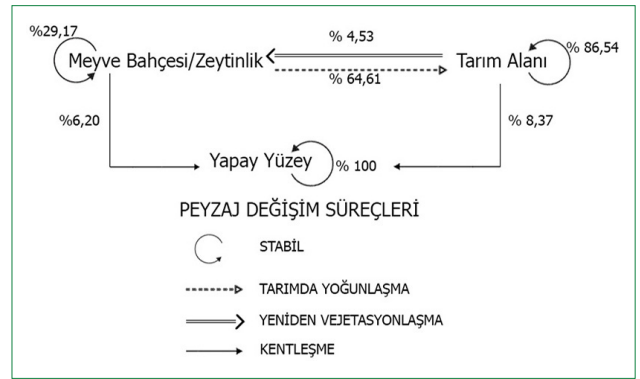 %29,17
% 4,53
% 86,54
Meyve Bahçesi/Zeytinlik
Tarım Alanı
% 64,61
%6,20
% 8,37
Yapay Yüzey
% 100
PEYZAJ DEĞİŞİM SÜREÇLERİ
STABİL
TARIMDA YOĞUNLAŞMA
YENİDEN VEJETASYONLAŞMA
KENTLEŞME